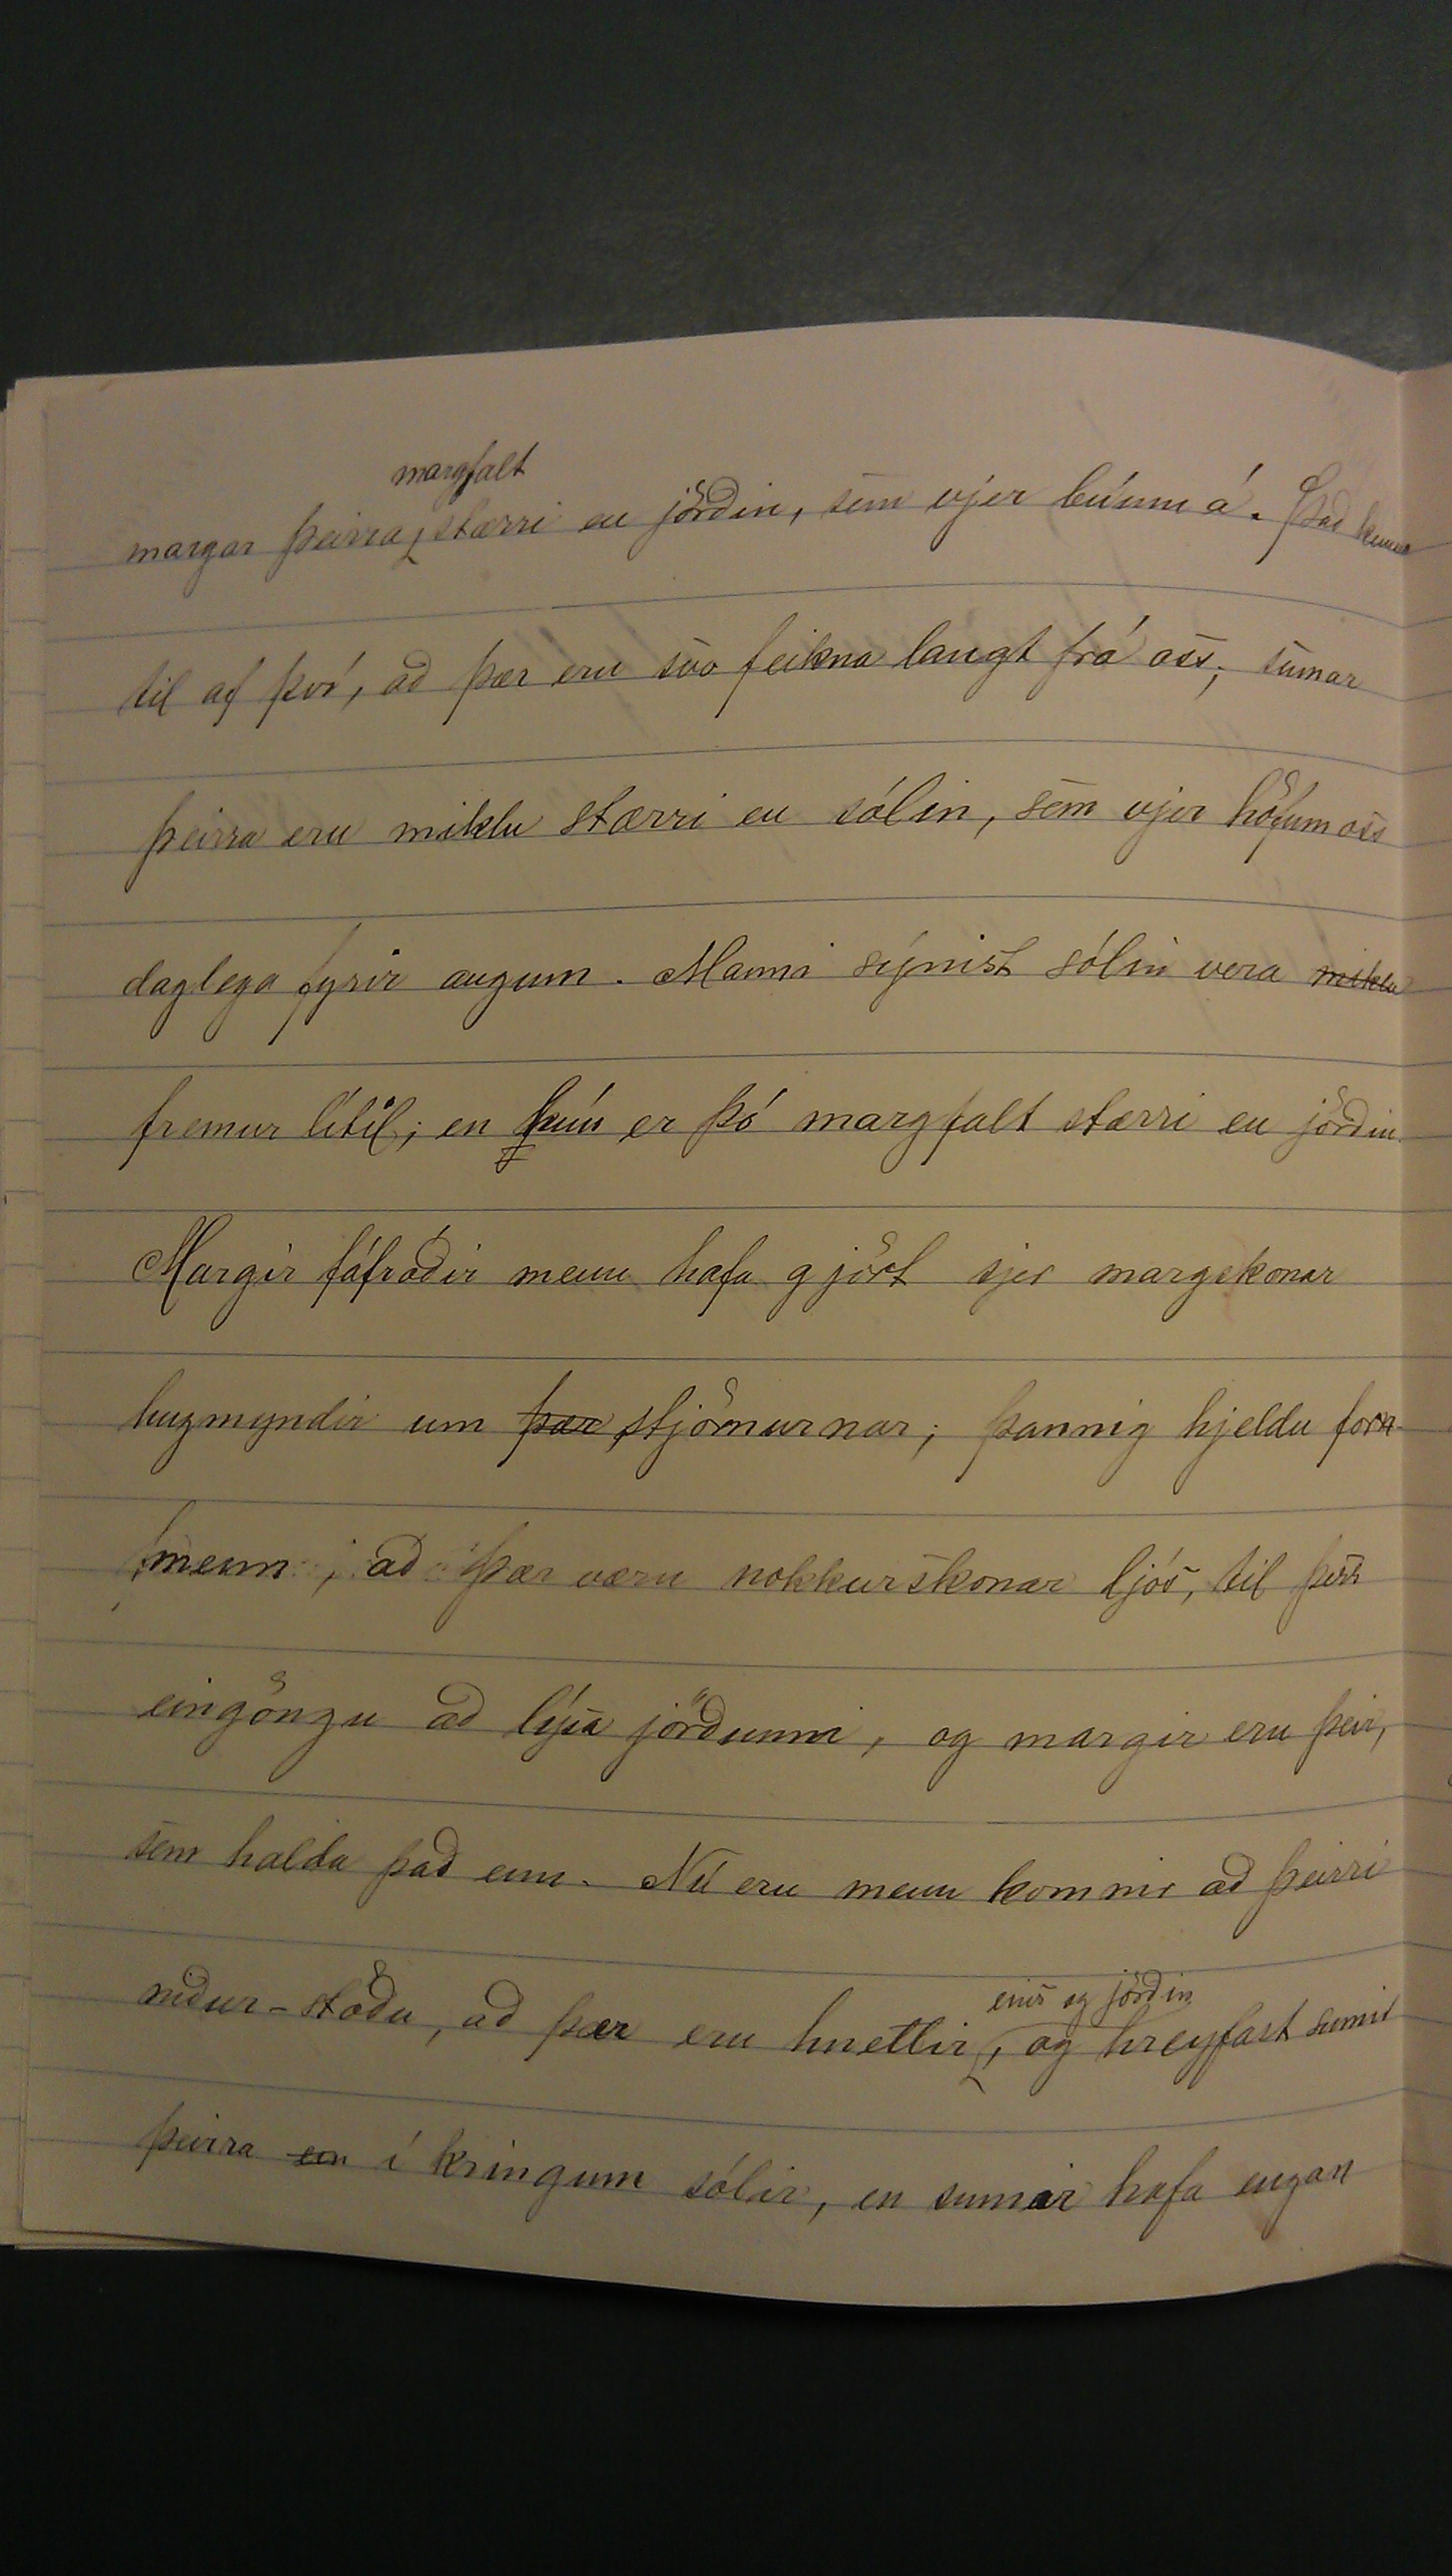 margfalt
margar þeirra stærri en jörðin, sem vjer búum á. Það kemur
til af því, að þær eru svo feikna langt frá oss; sumar
þeirra eru miklu stærri en sólin, sem vjer höfum oss
daglega fyrir augum. Manni sýnist sólin vera miklu
fremur lítil; en hún er þó margfalt stærri en jörðin
Margir fáfróðir menn hafa gjört sjer margskonar
hugmyndir um þær stjörnurnar; þannig hjeldu forn-
menn, að þær væru nokkurskonar ljós, til þess
eingöngu að lýsa jörðunni, og margir eru þeir,
sem halda það enn. Nú eru menn komnir að þeirri
eins og jörðin
niður-stöðu, að þær eru hnettir, og hreyfast sumir
þeirra en í kringum sólir, en sumar hafa engan